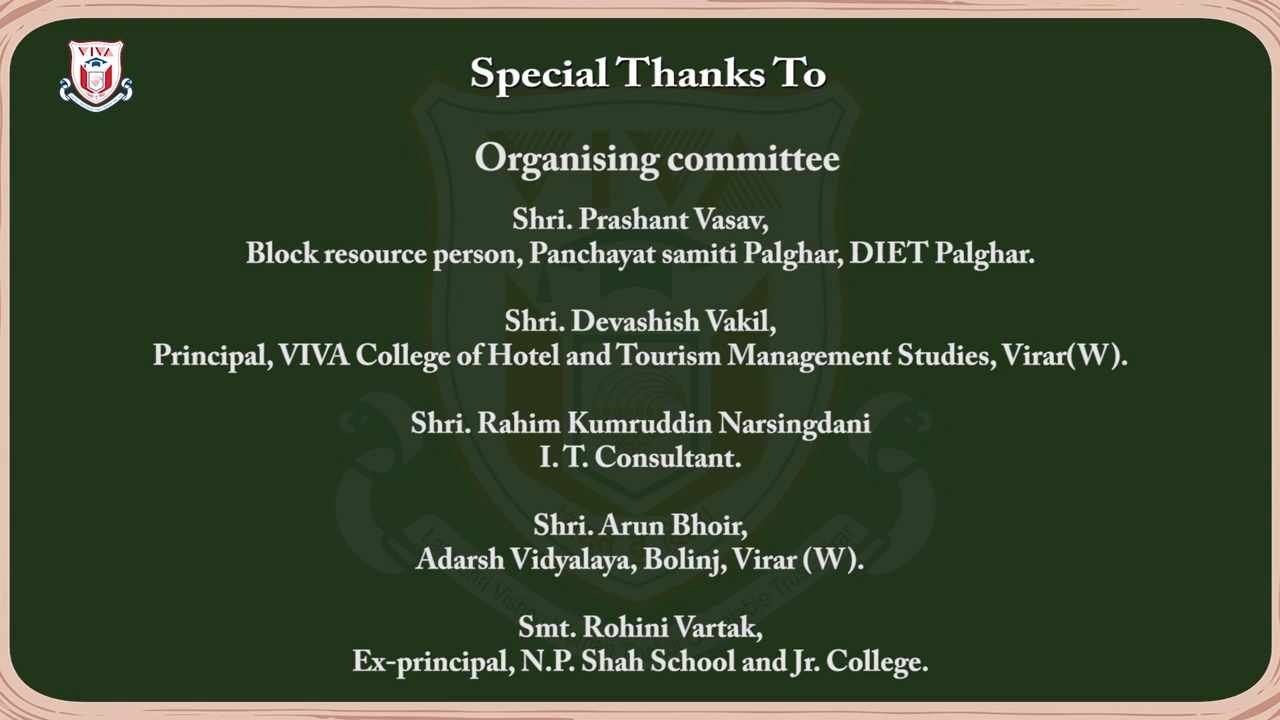 VIVA
Special Thanks To
Organising committee
Shri. Prashant Vasav,
Block resource person, Panchayat samiti Palghar, DIET Palghar.
Shri. Devashish Vakil,
Principal, VIVA College of Hotel and Tourism Management Studies, Virar(W).
Shri. Rahim Kumruddin Narsingdani
I. T. Consultant.
Shri. Arun Bhoir,
Adarsh Vidyalaya, Bolinj, Virar (W).
Smt. Rohini Vartak,
Ex-principal, N.P. Shah School and Jr. College.